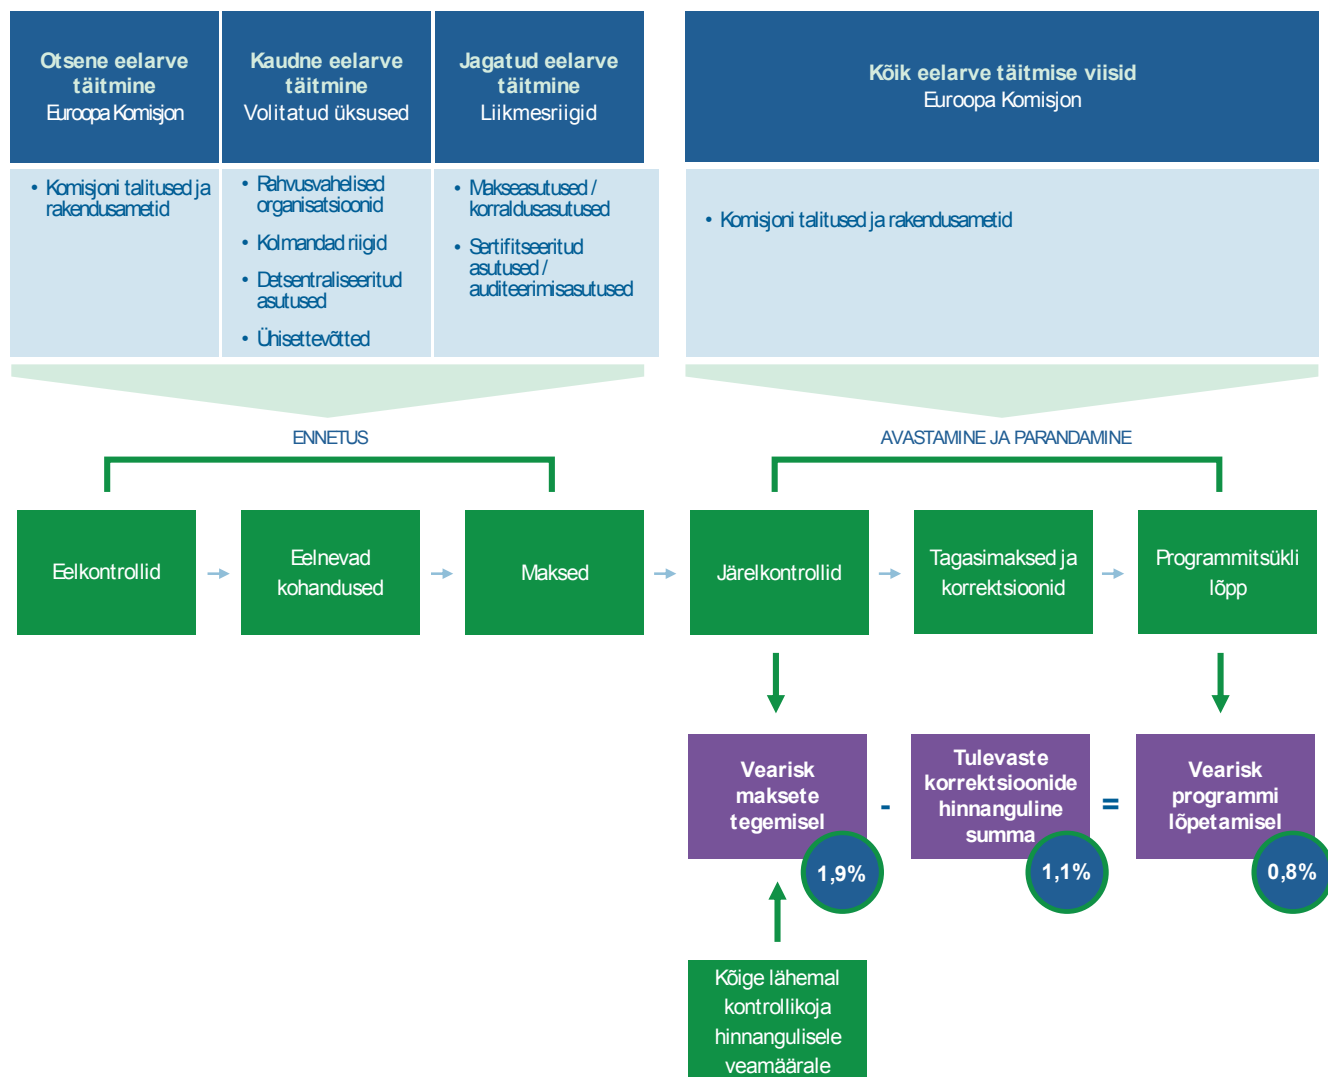 Otsene eelarve
täitmine
Euroopa Komisjon
Kaudne eelarve
täitmine
Volitatud üksused
Jagatud eelarve
täitmine
Liikmesriigid
Kõik eelarve täitmise viisid
Euroopa Komisjon
• Komisjoni talitused ja
rakendusametid
• Rahvusvahelised
organisatsioonid
• Kolmandad riigid
• Detsentraliseeritud
asutused
• Ühisettevõtted
• Makseasutused /
korraldusasutused
• Sertifitseeritud
asutused /
auditeerimisasutused
• Komisjoni talitused ja rakendusametid
ENNETUS
AVASTAMINE JA PARANDAMINE
Eelkontrollid
Eelnevad
kohandused
Maksed
Järelkontrollid
Tagasimaksed ja
korrektsioonid
Programmitsükli
lõpp
Vearisk
maksete
tegemisel
1,9%
-
Tulevaste
korrektsioonide
hinnanguline
summa
1,1%
=
Vearisk
programmi
lõpetamisel
0,8%
Kõige lähemal
kontrollikoja
hinnangulisele
veamäärale